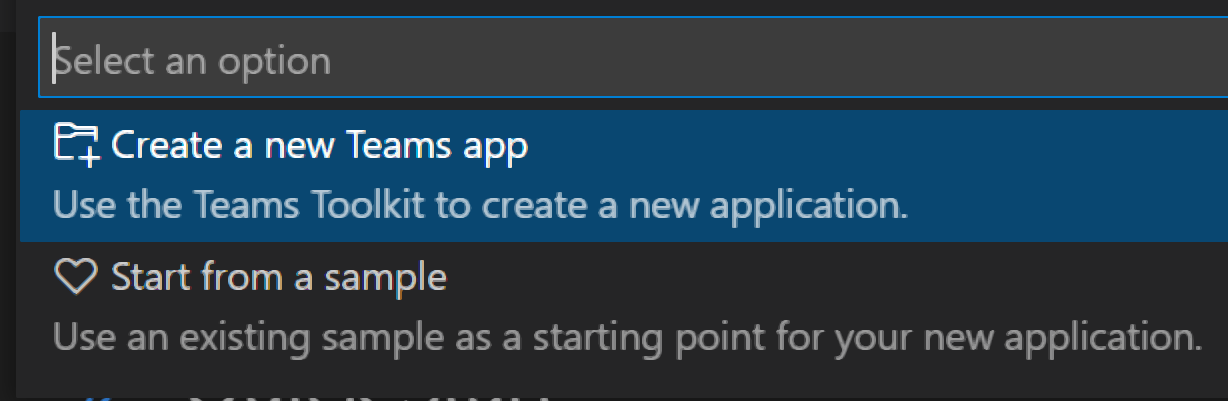 Select an option
Create a new Teams app
Use the Teams Toolkit to create a new application.
Start from a sample
Use an existing sample as a starting point for your new application.